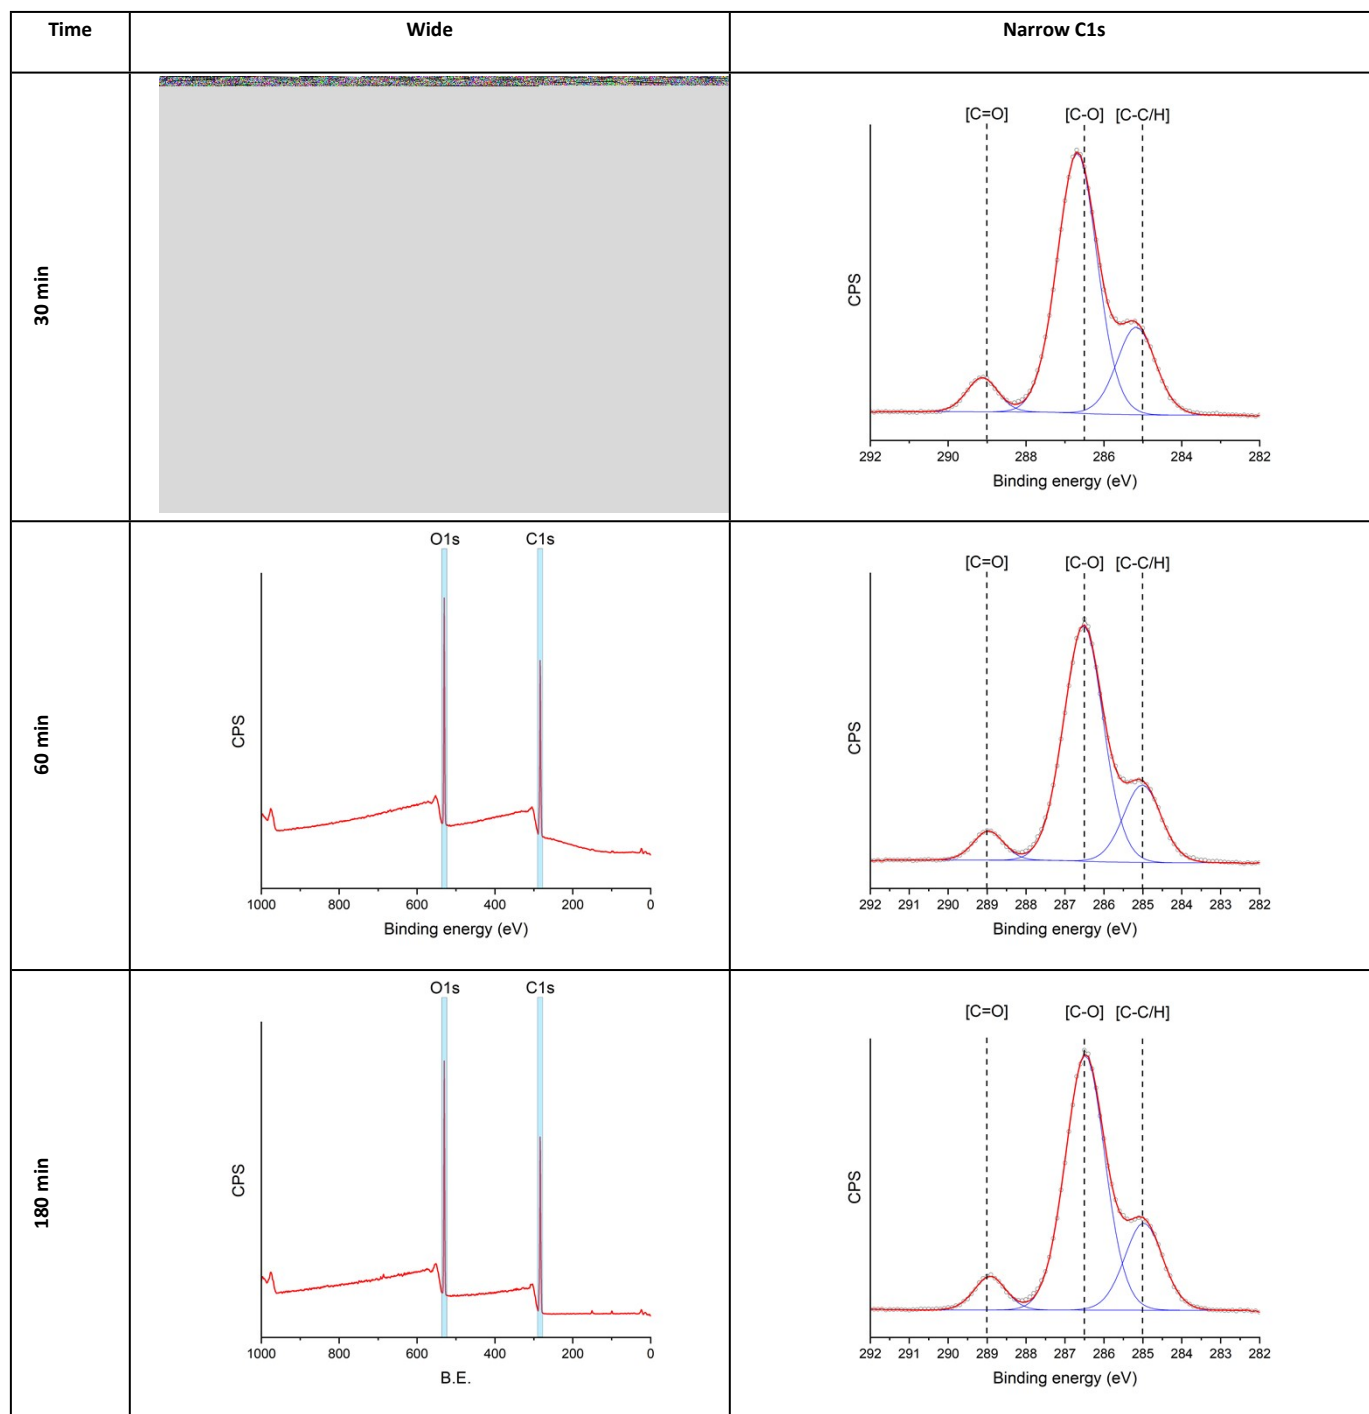 Time Wide Narrow C1s
30 min
[C=O] [C-O] [C-C/H]
CPS
292 290 288 286 284 282
Binding energy (eV)
60 min
O1s C1s
CPS
1000 800 600 400 200 0
Binding energy (eV)
[C=O] [C-O] [C-C/H]
CPS
292 291 290 289 288 287 286 285 284 283 282
Binding energy (eV)
180 min
O1s C1s
CPS
1000 800 600 400 200 0
B.E.
[C=O] [C-O] [C-C/H]
CPS
292 291 290 289 288 287 286 285 284 283 282
Binding energy (eV)